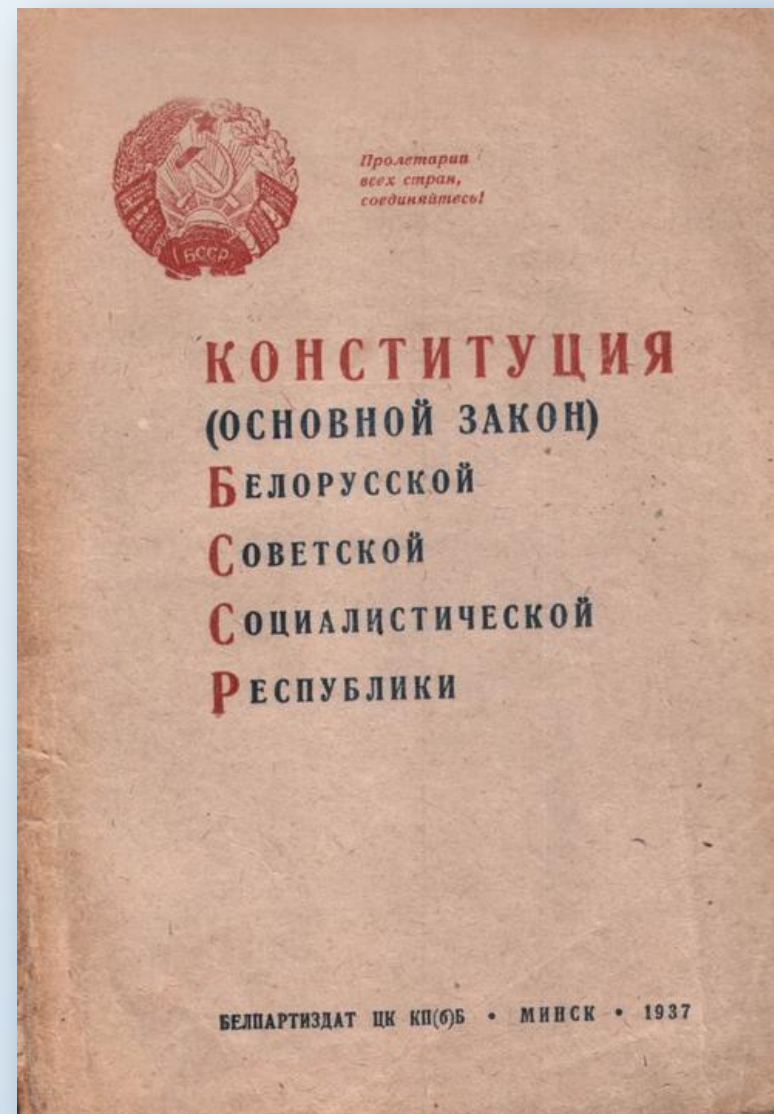 БССР
Пролетарии
всех стран,
соединяйтесь!
КОНСТИТУЦИЯ
(ОСНОВНОЙ ЗАКОН)
БЕЛОРУССКОЙ
СОВЕТСКОЙ
СОЦИАЛИСТИЧЕСКОЙ
РЕСПУБЛИКИ
БЕЛПАРТИЗДАТ ЦК КП(б)Б • МИНСК • 1937